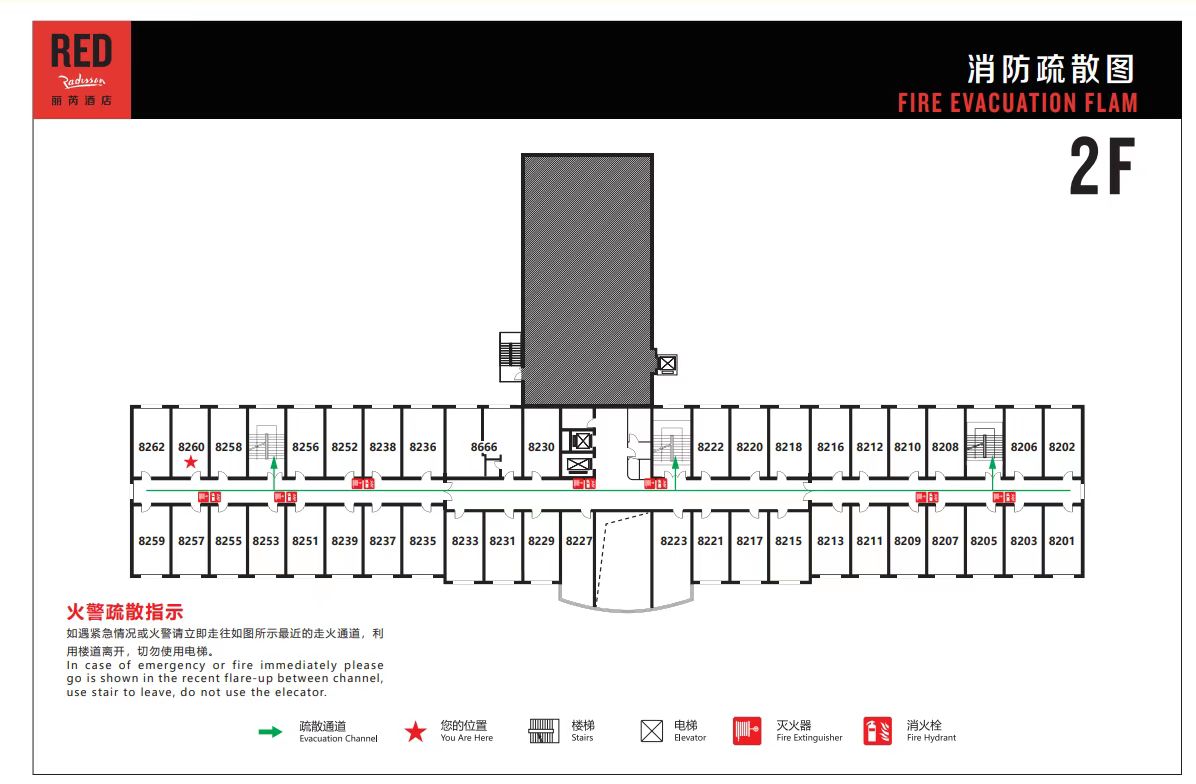 RED
Radisson
丽芮酒店
消防疏散图
FIRE EVACUATION FLAM
2F
8262 8260 8258 8256 8252 8238 8236 8666 8230 8222 8220 8218 8216 8212 8210 8208 8206 8202
8259 8257 8255 8253 8251 8239 8237 8235 8233 8231 8229 8227 8223 8221 8217 8215 8213 8211 8209 8207 8205 8203 8201
火警疏散指示
如遇紧急情况或火警请立即走往如图所示最近的走火通道，利
用楼道离开，切勿使用电梯。
In case of emergency or fire immediately please
go is shown in the recent flare-up between channel,
use stair to leave, do not use the elecator.
疏散通道
Evacuation Channel
您的位置
You Are Here
楼梯
Stairs
电梯
Elevator
灭火器
Fire Extinguisher
消火栓
Fire Hydrant